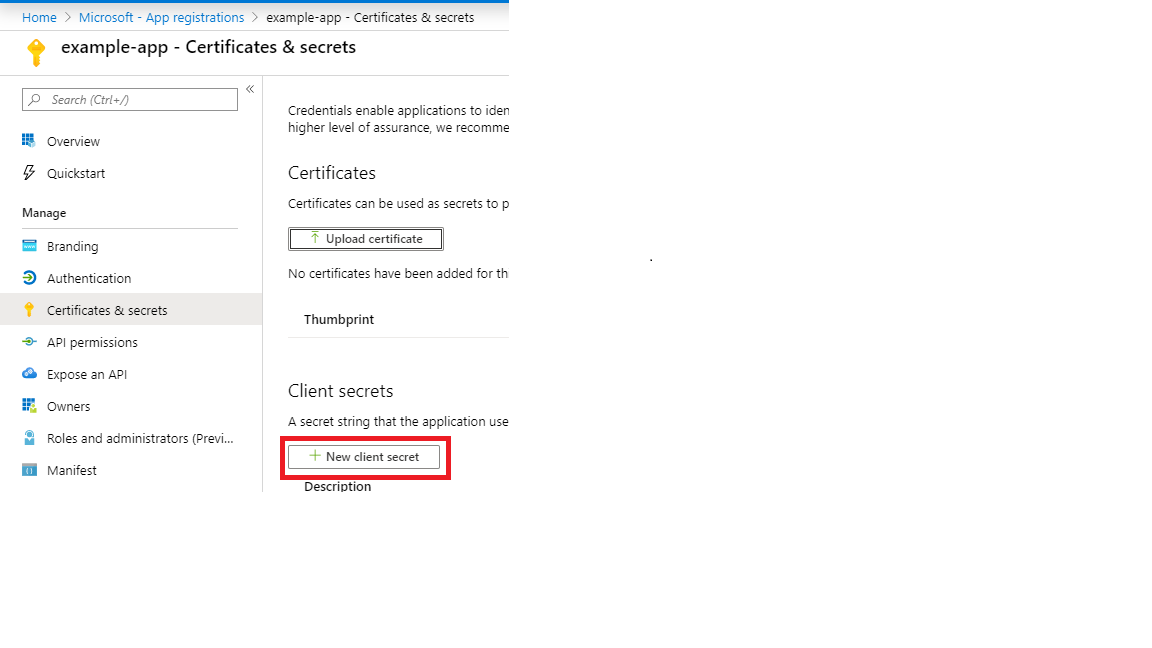 Home > Microsoft - App registrations > example-app - Certificates & secrets
example-app - Certificates & secrets
Search (Ctrl+/)
«
Overview
Quickstart
Manage
Branding
Authentication
Certificates & secrets
API permissions
Expose an API
Owners
Roles and administrators (Previ...
Manifest
Credentials enable applications to iden
higher level of assurance, we recomme
Certificates
Certificates can be used as secrets to p
Upload certificate
No certificates have been added for th
Thumbprint
Client secrets
A secret string that the application use
New client secret
Description
.